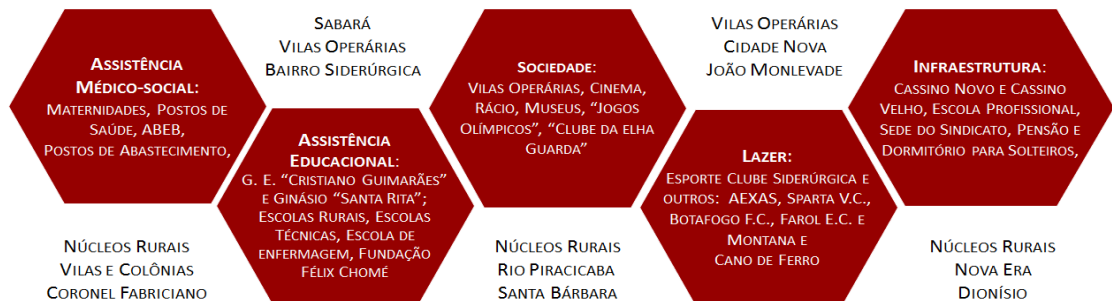 ASSISTÊNCIA
MÉDICO-SOCIAL:
MATERNIDADES, POSTOS DE
SAÚDE, ABEB,
POSTOS DE ABASTECIMENTO,
SABARÁ
VILAS OPERÁRIAS
BAIRRO SIDERÚRGICA
ASSISTÊNCIA
EDUCACIONAL:
G. E. “CRISTIANO GUIMARÃES”
E GINÁSIO “SANTA RITA”;
ESCOLAS RURAIS, ESCOLAS
TÉCNICAS, ESCOLA DE
ENFERMAGEM, FUNDAÇÃO
FÉLIX CHOMÉ
SOCIEDADE:
VILAS OPERÁRIAS, CINEMA,
RÁCIO, MUSEUS, “JOGOS
OLÍMPICOS”, “CLUBE DA ELHA
GUARDA”
VILAS OPERÁRIAS
CIDADE NOVA
JOÃO MONLEVADE
LAZER:
ESPORTE CLUBE SIDERÚRGICA E
OUTROS: AEXAS, SPARTA V.C.,
BOTAFOGO F.C., FAROL E.C. E
MONTANA E
CANO DE FERRO
INFRAESTRUTURA:
CASSINO NOVO E CASSINO
VELHO, ESCOLA PROFISSIONAL,
SEDE DO SINDICATO, PENSÃO E
DORMITÓRIO PARA SOLTEIROS,
NÚCLEOS RURAIS
VILAS E COLÔNIAS
CORONEL FABRICIANO
NÚCLEOS RURAIS
RIO PIRACICABA
SANTA BÁRBARA
NÚCLEOS RURAIS
NOVA ERA
DIONÍSIO